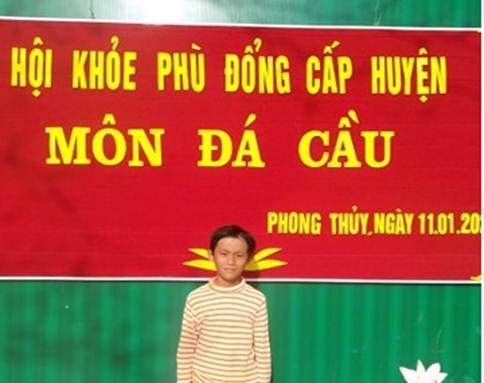 HỘI KHỎE PHÙ ĐỔNG CẤP HUYỆN
MÔN ĐÁ CẦU
PHONG THỦY, NGÀY 11.01.20